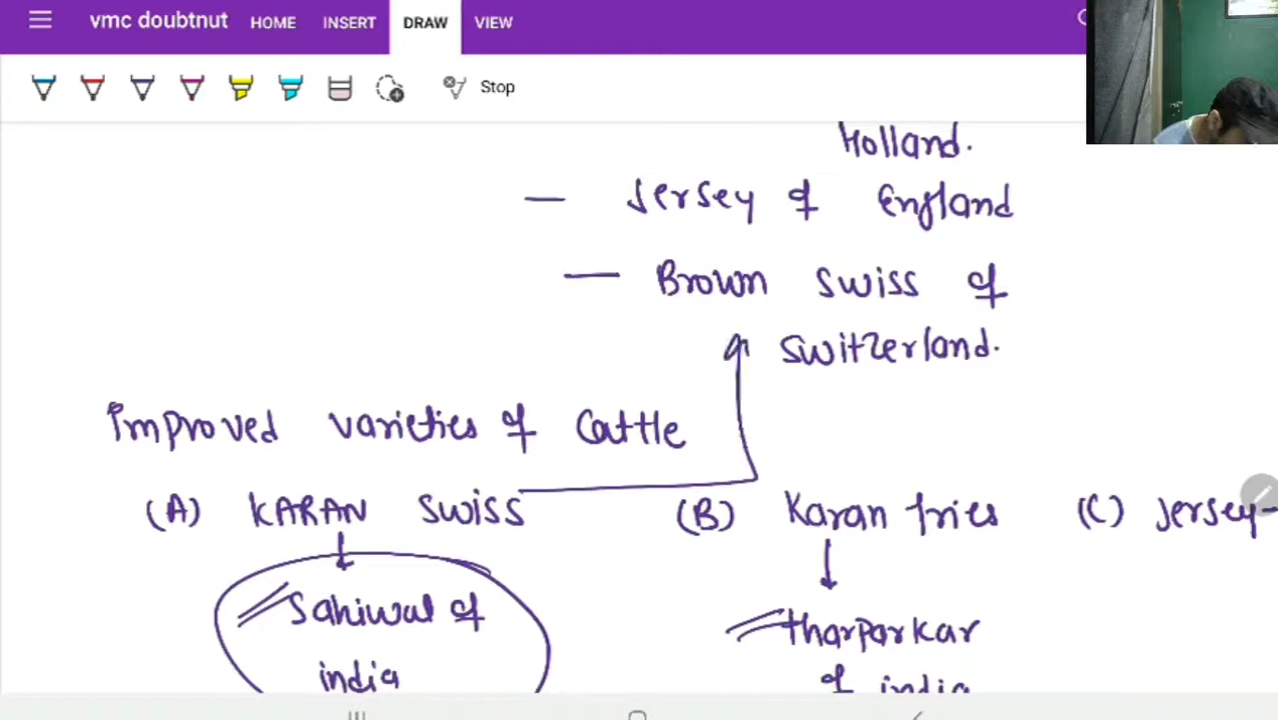 vmc doubtnut HOME INSERT DRAW VIEW
Stop
Holland.
— Jersey of England
— Brown Swiss of
Switzerland.
Improved varieties of Cattle
(A) KARAN SWISS (B) Karan fries (C) Jersey-
Sahiwal of
india
tharparkar
of india